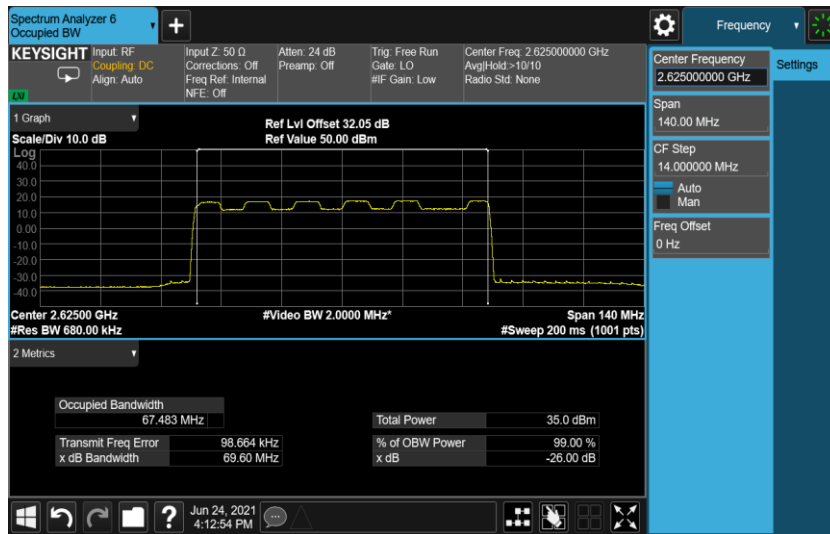 Spectrum Analyzer 6
Occupied BW
+
Frequency
KEYSIGHT
Input: RF
Coupling: DC
Align: Auto
LXI
Input Z: 50 Ω
Corrections: Off
Freq Ref: Internal
NFE: Off
Atten: 24 dB
Preamp: Off
Trig: Free Run
Gate: LO
#IF Gain: Low
Center Freq: 2.625000000 GHz
Avg|Hold:>10/10
Radio Std: None
1 Graph
Scale/Div 10.0 dB
Ref Lvl Offset 32.05 dB
Ref Value 50.00 dBm
Log
40.0
30.0
20.0
10.0
0.00
-10.0
-20.0
-30.0
-40.0
Center 2.62500 GHz
#Res BW 680.00 kHz
#Video BW 2.0000 MHz*
Span 140 MHz
#Sweep 200 ms (1001 pts)
2 Metrics
Occupied Bandwidth
67.483 MHz
Transmit Freq Error 98.664 kHz
x dB Bandwidth 69.60 MHz
Total Power 35.0 dBm
% of OBW Power 99.00 %
x dB -26.00 dB
?
Jun 24, 2021
4:12:54 PM
Center Frequency
2.625000000 GHz
Settings
Span
140.00 MHz
CF Step
14.000000 MHz
Auto
Man
Freq Offset
0 Hz